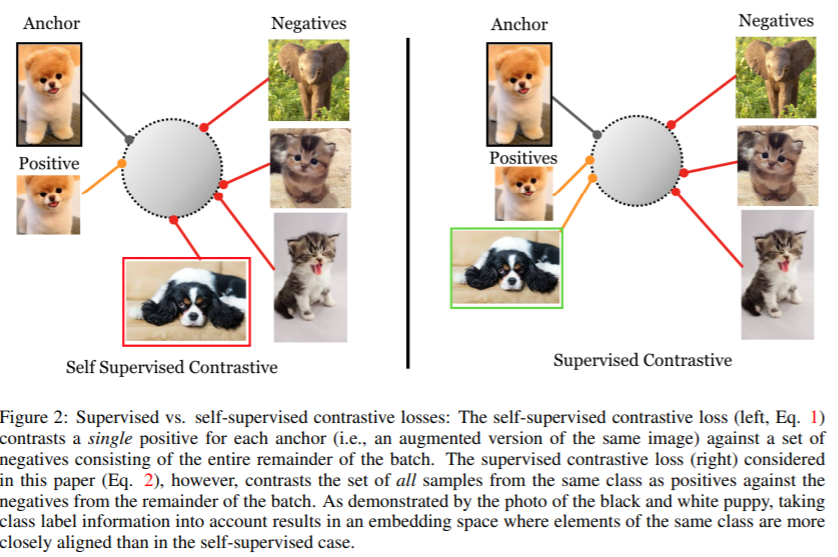 Anchor
Negatives
Positive
Self Supervised Contrastive
Anchor
Negatives
Positives
Supervised Contrastive
Figure 2: Supervised vs. self-supervised contrastive losses: The self-supervised contrastive loss (left, Eq. 1)
contrasts a single positive for each anchor (i.e., an augmented version of the same image) against a set of
negatives consisting of the entire remainder of the batch. The supervised contrastive loss (right) considered
in this paper (Eq. 2), however, contrasts the set of all samples from the same class as positives against the
negatives from the remainder of the batch. As demonstrated by the photo of the black and white puppy, taking
class label information into account results in an embedding space where elements of the same class are more
closely aligned than in the self-supervised case.